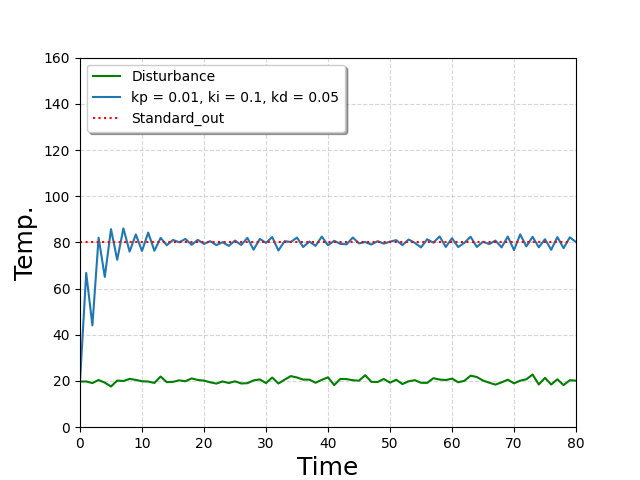 160
140
120
100
80
60
40
20
0
Temp.
Disturbance
kp = 0.01, ki = 0.1, kd = 0.05
Standard_out
0 10 20 30 40 50 60 70 80
Time